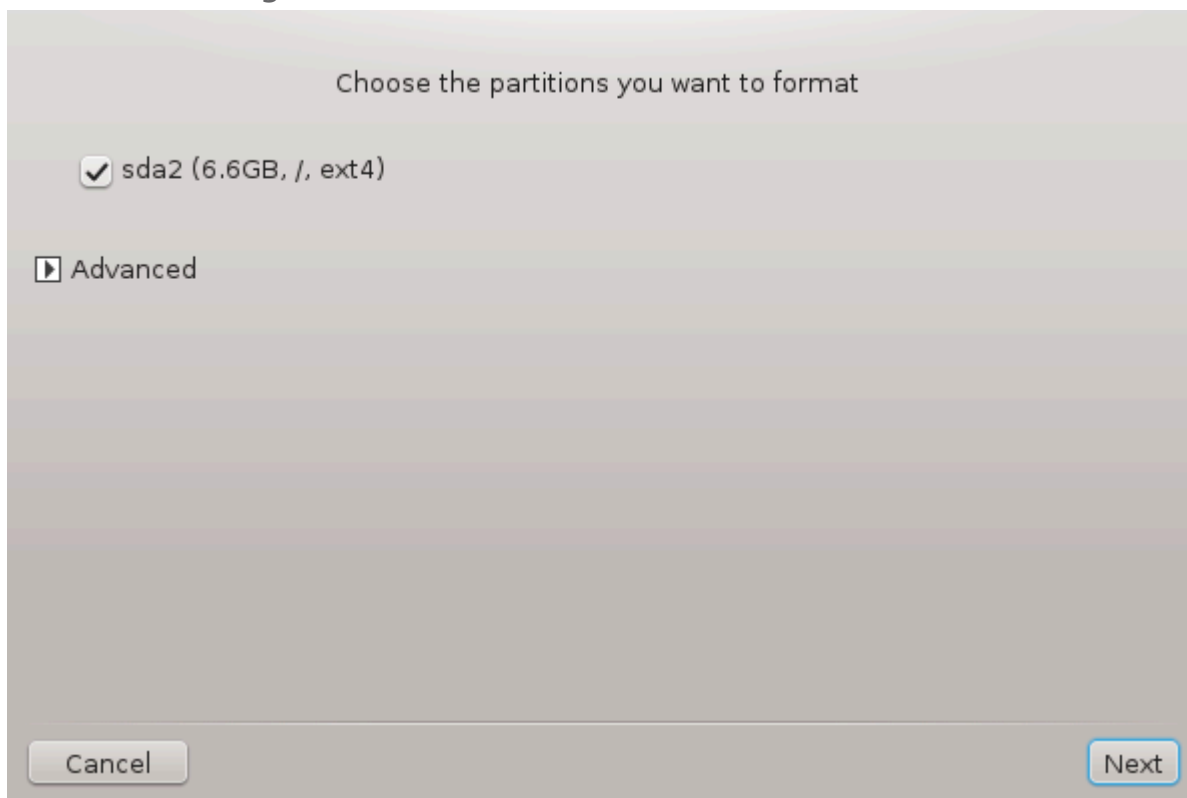 Choose the partitions you want to format
sda2 (6.6GB, /, ext4)
Advanced
Cancel
Next